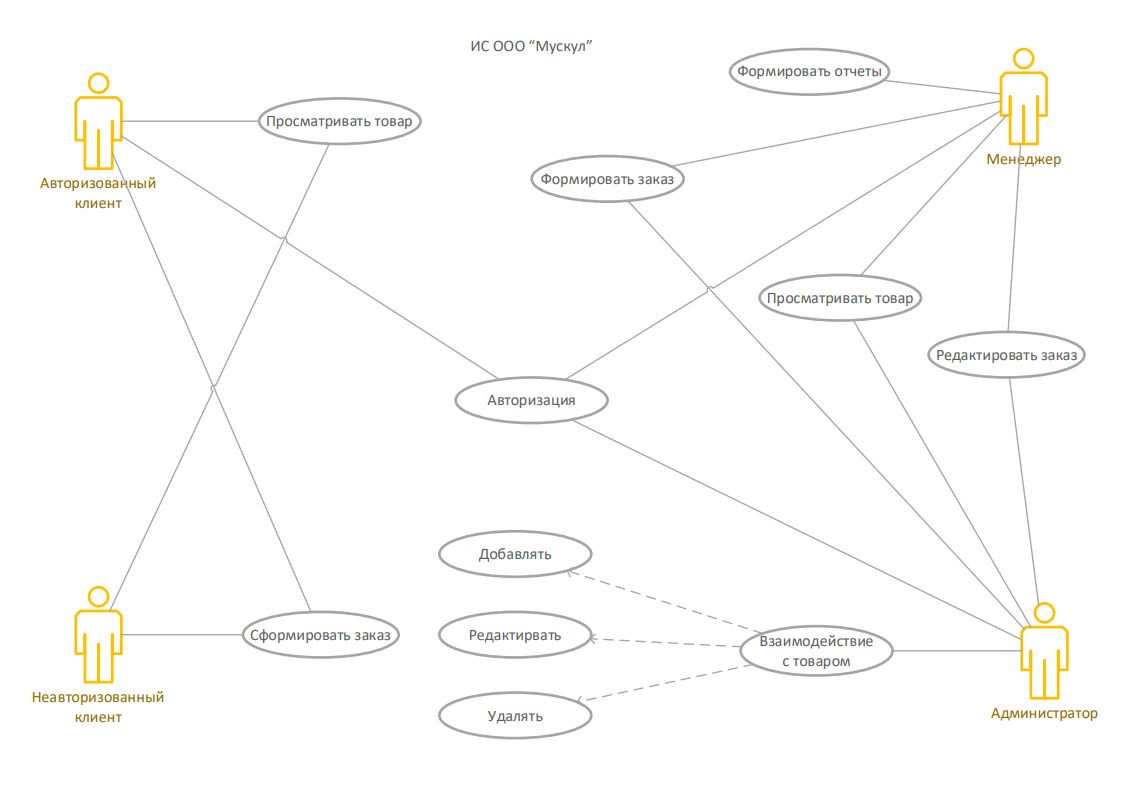 ИС ООО “Мускул”
Формировать отчеты
Просматривать товар
Менеджер
Формировать заказ
Авторизованный
клиент
Просматривать товар
Редактировать заказ
Авторизация
Добавлять
Редактирвать
Сформировать заказ
Взаимодействие
с товаром
Неавторизованный
клиент
Удалять
Администратор